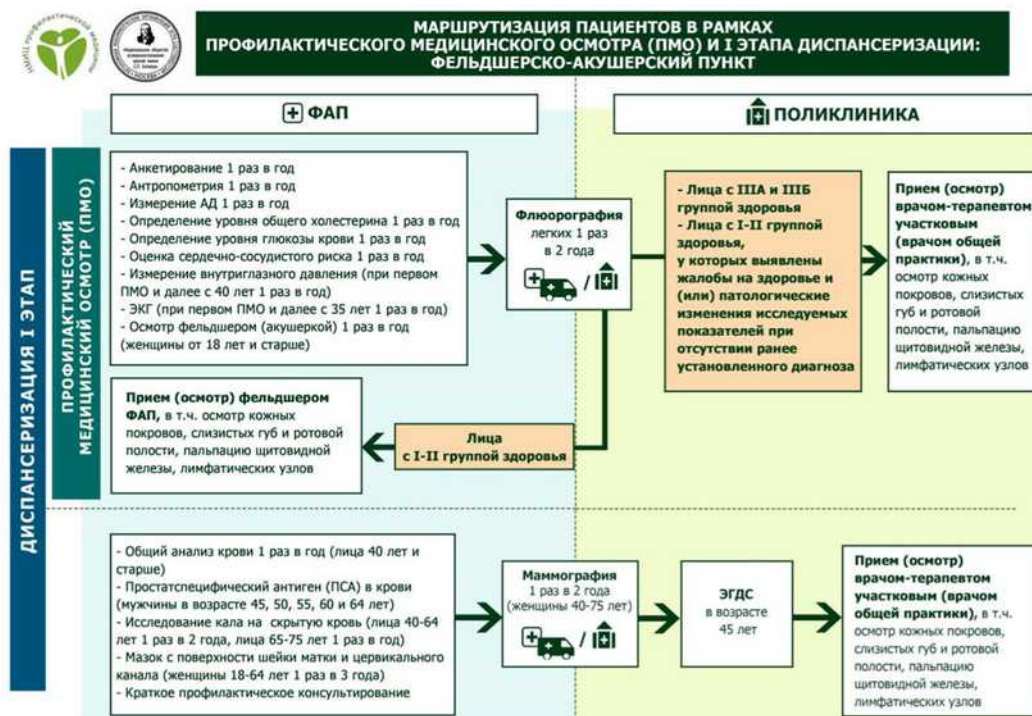 НМИЦ профилактической медицины
МАРШРУТИЗАЦИЯ ПАЦИЕНТОВ В РАМКАХ
ПРОФИЛАКТИЧЕСКОГО МЕДИЦИНСКОГО ОСМОТРА (ПМО) И I ЭТАПА ДИСПАНСЕРИЗАЦИИ:
ФЕЛЬДШЕРСКО-АКУШЕРСКИЙ ПУНКТ
ФАП
ПОЛИКЛИНИКА
ДИСПАНСЕРИЗАЦИЯ I ЭТАП
ПРОФИЛАКТИЧЕСКИЙ
МЕДИЦИНСКИЙ ОСМОТР (ПМО)
- Анкетирование 1 раз в год
- Антропометрия 1 раз в год
- Измерение АД 1 раз в год
- Определение уровня общего холестерина 1 раз в год
- Определение уровня глюкозы крови 1 раз в год
- Оценка сердечно-сосудистого риска 1 раз в год
- Измерение внутриглазного давления (при первом
ПМО и далее с 40 лет 1 раз в год)
- ЭКГ (при первом ПМО и далее с 35 лет 1 раз в год)
- Осмотр фельдшером (акушеркой) 1 раз в год
(женщины от 18 лет и старше)
Флюорография
легких 1 раз
в 2 года
/
- Лица с IIIА и IIIБ
группой здоровья
- Лица с I-II группой
здоровья,
у которых выявлены
жалобы на здоровье и
(или) патологические
изменения исследуемых
показателей при
отсутствии ранее
установленного диагноза
Прием (осмотр)
врачом-терапевтом
участковым
(врачом общей
практики), в т.ч.
осмотр кожных
покровов, слизистых
губ и ротовой
полости, пальпацию
щитовидной железы,
лимфатических узлов
Прием (осмотр) фельдшером
ФАП, в т.ч. осмотр кожных
покровов, слизистых губ и ротовой
полости, пальпацию щитовидной
железы, лимфатических узлов
Лица
с I-II группой здоровья
- Общий анализ крови 1 раз в год (лица 40 лет и
старше)
- Простатспецифический антиген (ПСА) в крови
(мужчины в возрасте 45, 50, 55, 60 и 64 лет)
- Исследование кала на скрытую кровь (лица 40-64
лет 1 раз в 2 года, лица 65-75 лет 1 раз в год)
- Мазок с поверхности шейки матки и цервикального
канала (женщины 18-64 лет 1 раз в 3 года)
- Краткое профилактическое консультирование
Маммография
1 раз в 2 года
(женщины 40-75 лет)
/
ЭГДС
в возрасте
45 лет
Прием (осмотр)
врачом-терапевтом
участковым (врачом
общей практики), в т.ч.
осмотр кожных покровов,
слизистых губ и ротовой
полости, пальпацию
щитовидной железы,
лимфатических узлов